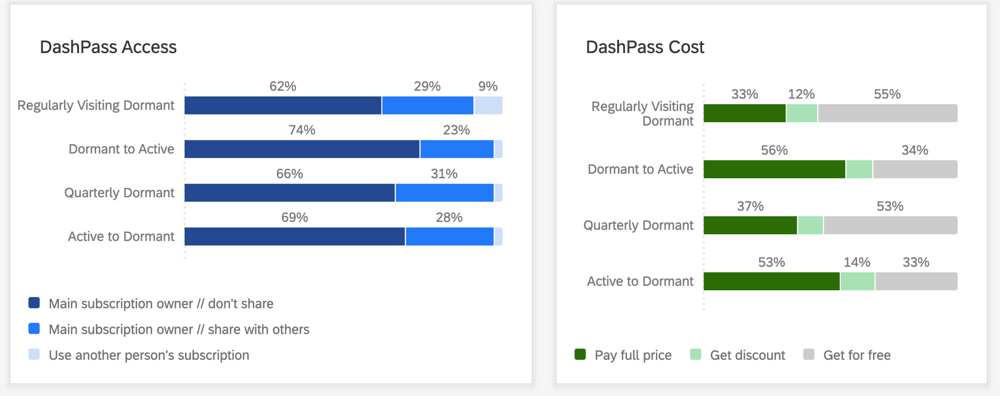 DashPass Access
62% 29% 9%
Regularly Visiting Dormant
74% 23%
Dormant to Active
66% 31%
Quarterly Dormant
69% 28%
Active to Dormant
Main subscription owner // don't share
Main subscription owner // share with others
Use another person’s subscription
DashPass Cost
33% 12% 55%
Regularly Visiting
Dormant
56% 34%
Dormant to Active
37% 53%
Quarterly Dormant
53% 14% 33%
Active to Dormant
Pay full price Get discount Get for free